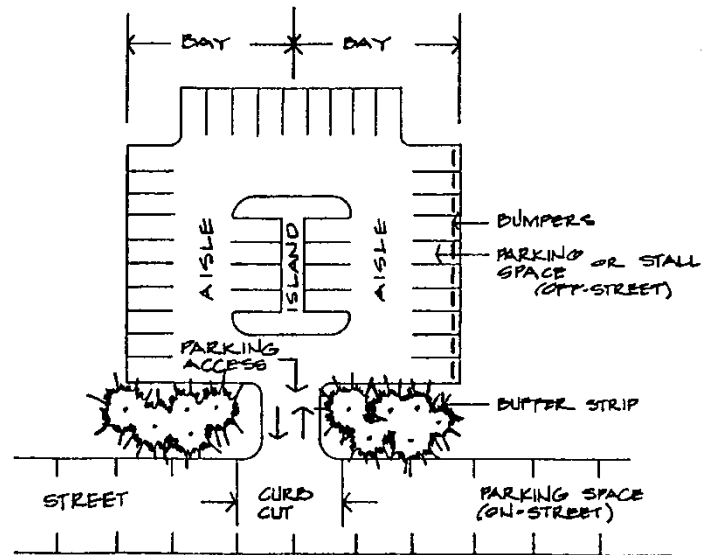 BAY BAY
AISLE
ISLAND
AISLE
BUMPERS
PARKING
SPACE OR STALL
(OFF-STREET)
PARKING
ACCESS
BUFFER STRIP
STREET
CURB
CUT
PARKING SPACE
(ON-STREET)